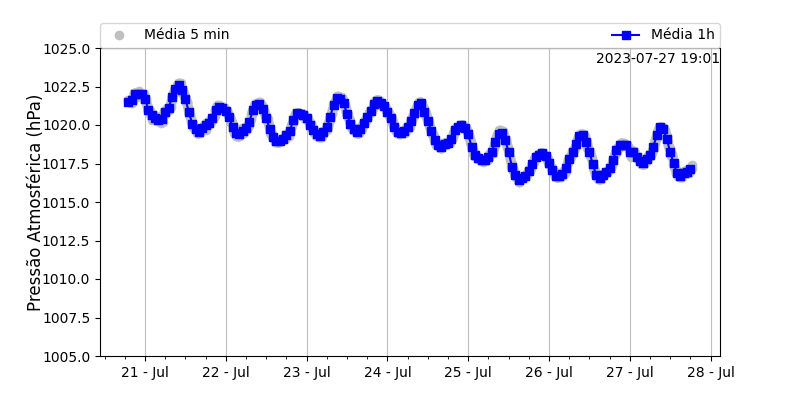 Média 5 min
Média 1h
2023-07-27 19:01
Pressão Atmosférica (hPa)
1025.0
1022.5
1020.0
1017.5
1015.0
1012.5
1010.0
1007.5
1005.0
21 - Jul
22 - Jul
23 - Jul
24 - Jul
25 - Jul
26 - Jul
27 - Jul
28 - Jul